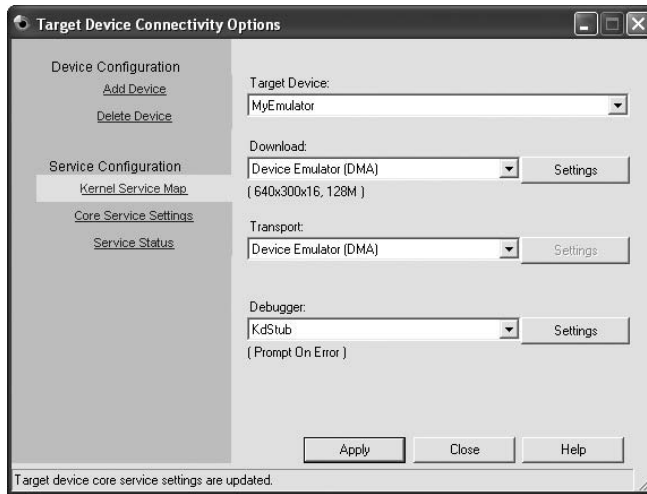 Target Device Connectivity Options
Device Configuration
Add Device
Delete Device
Service Configuration
Kernel Service Map
Core Service Settings
Service Status
Target Device:
MyEmulator
Download:
Device Emulator (DMA)
Settings
( 640x300x16, 128M )
Transport:
Device Emulator (DMA)
Settings
Debugger:
KdStub
Settings
( Prompt On Error )
Apply
Close
Help
Target device core service settings are updated.